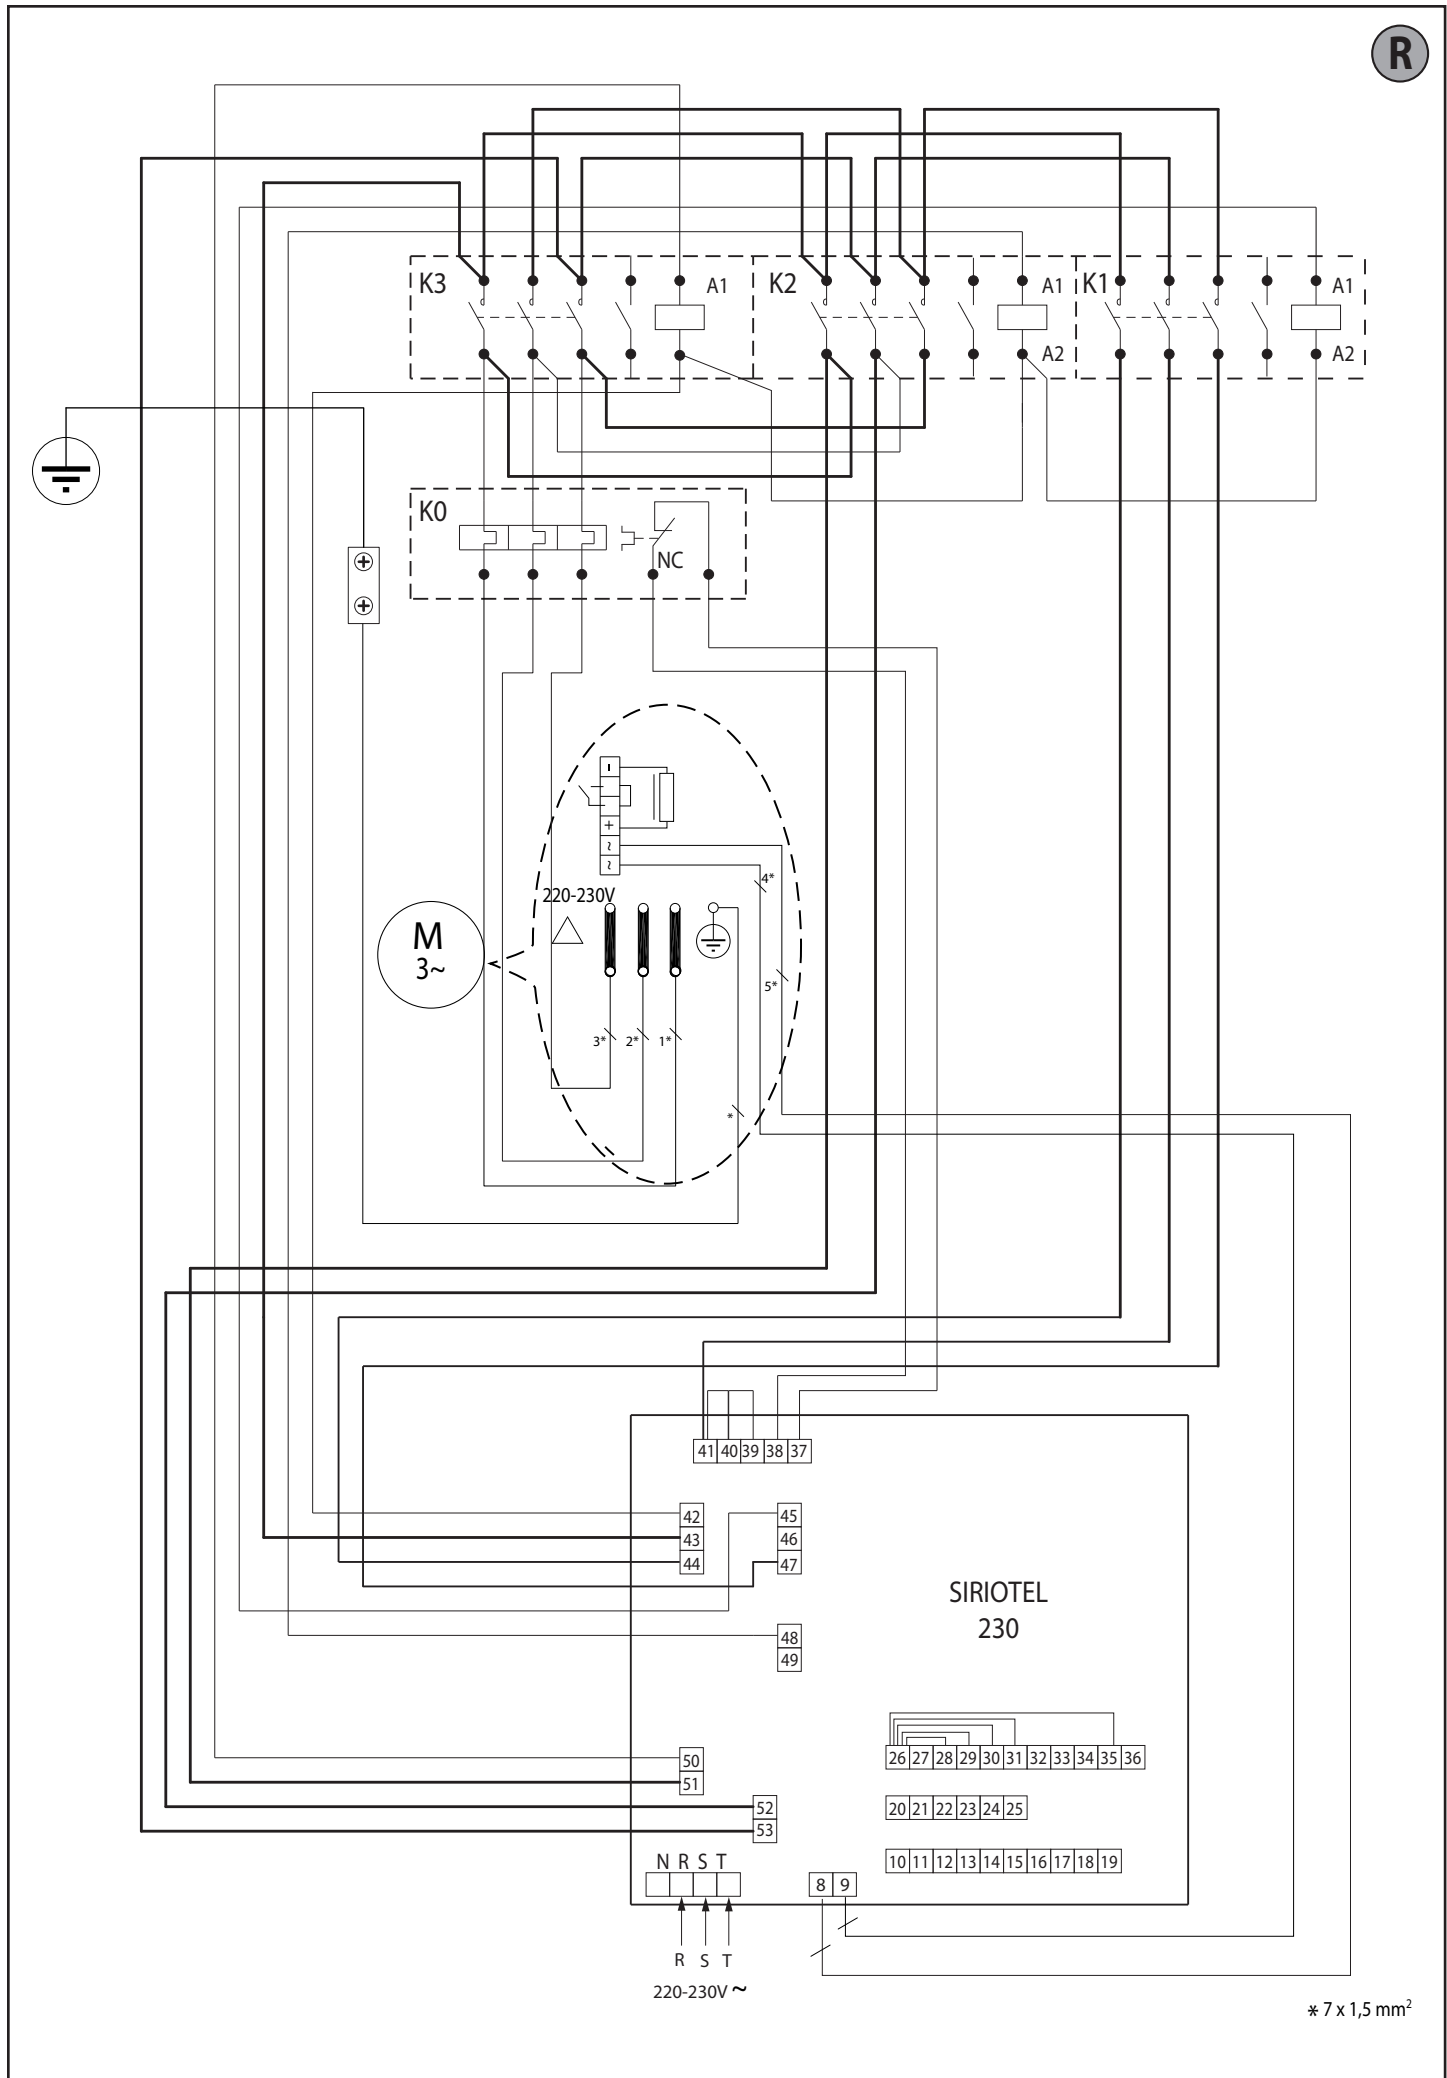 R
K3
A1
K2
A1
K1
A1
A2
A2
K0
NC
-
+
~
~
4*
220-230V
M
3~
5*
3*
2*
1*
*
41 40 39 38 37
42
43
44
45
46
47
SIRIOTEL
230
48
49
50
51
26 27 28 29 30 31 32 33 34 35 36
52
53
20 21 22 23 24 25
10 11 12 13 14 15 16 17 18 19
N R S T
8 9
R S T
220-230V ~
* 7 x 1,5 mm²